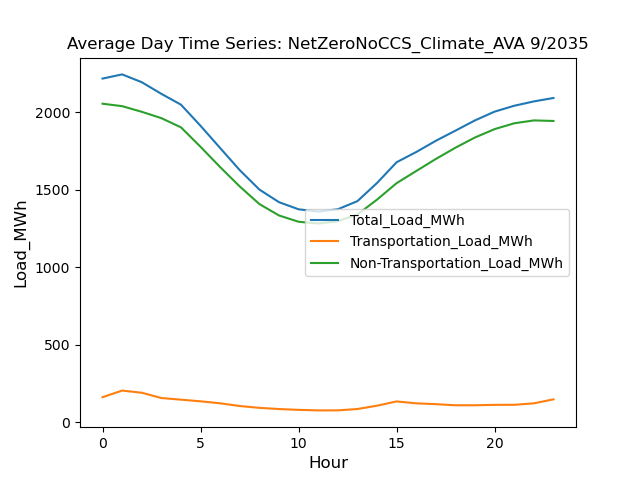 Average Day Time Series: NetZeroNoCCS_Climate_AVA 9/2035
Load_MWh
2000
1500
1000
500
0
Total_Load_MWh
Transportation_Load_MWh
Non-Transportation_Load_MWh
0 5 10 15 20
Hour